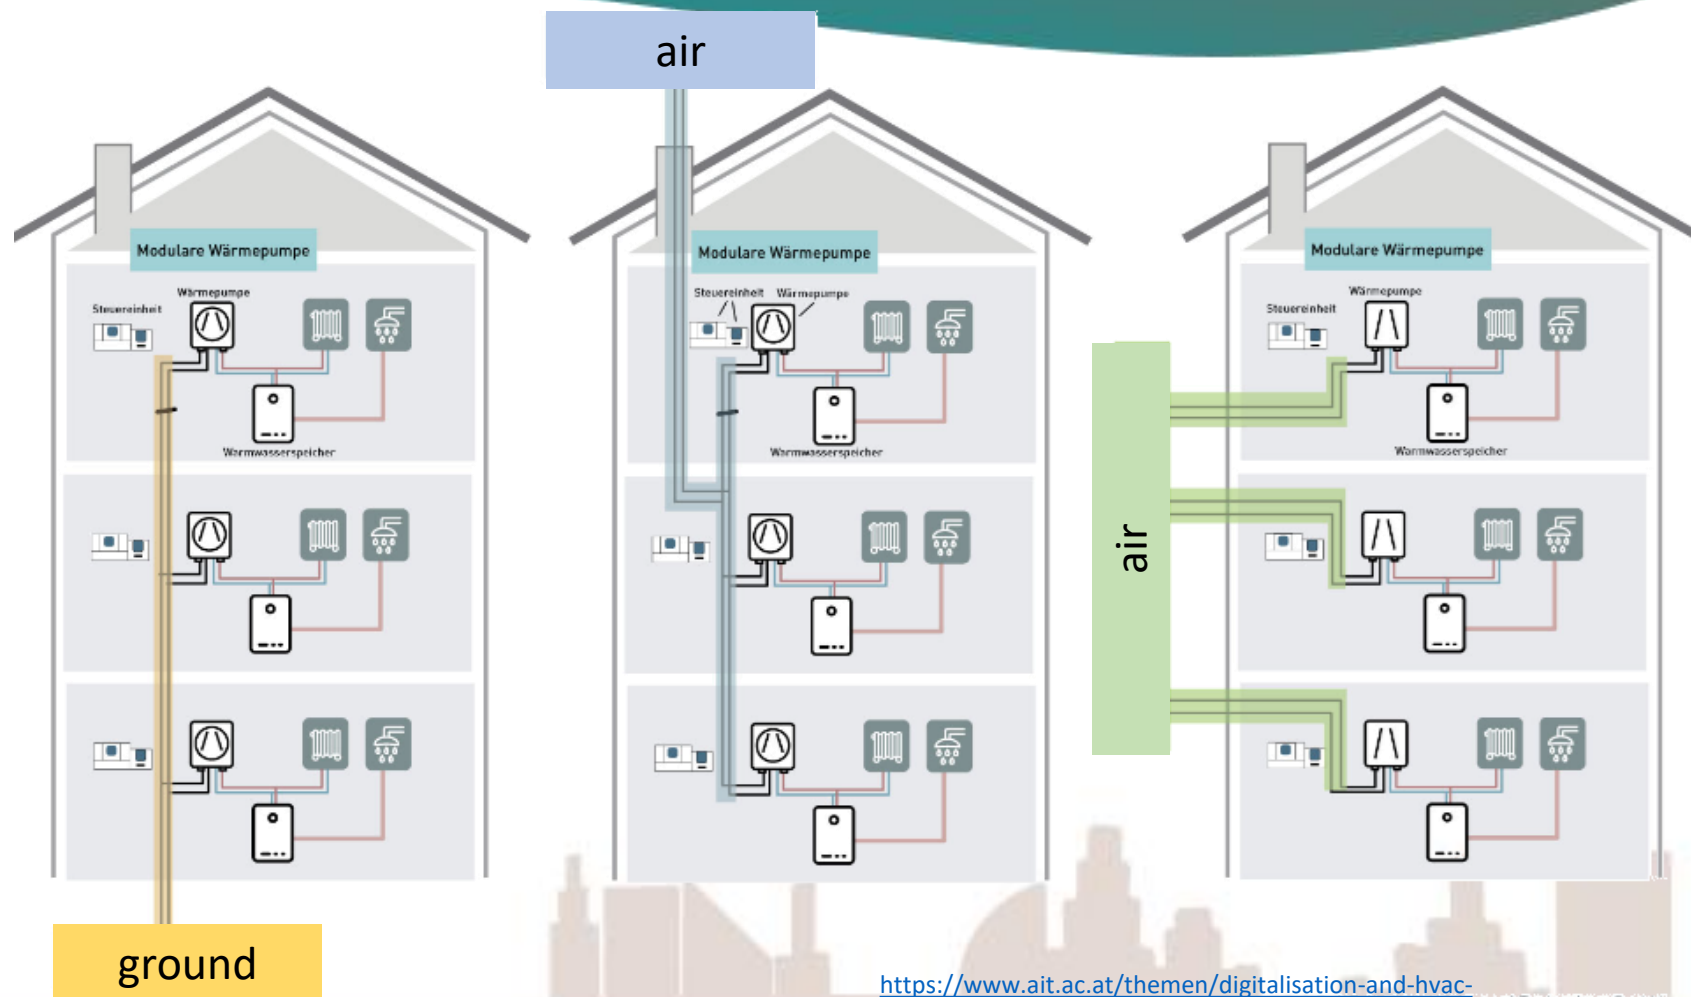 air
Modulare Wärmepumpe
Wärmepumpe
Steuereinheit
Warmwasserspeicher
ground
Modulare Wärmepumpe
Steuereinheit Wärmepumpe
Warmwasserspeicher
air
Modulare Wärmepumpe
Wärmepumpe
Steuereinheit
Warmwasserspeicher
https://www.ait.ac.at/themen/digitalisation-and-hvac-